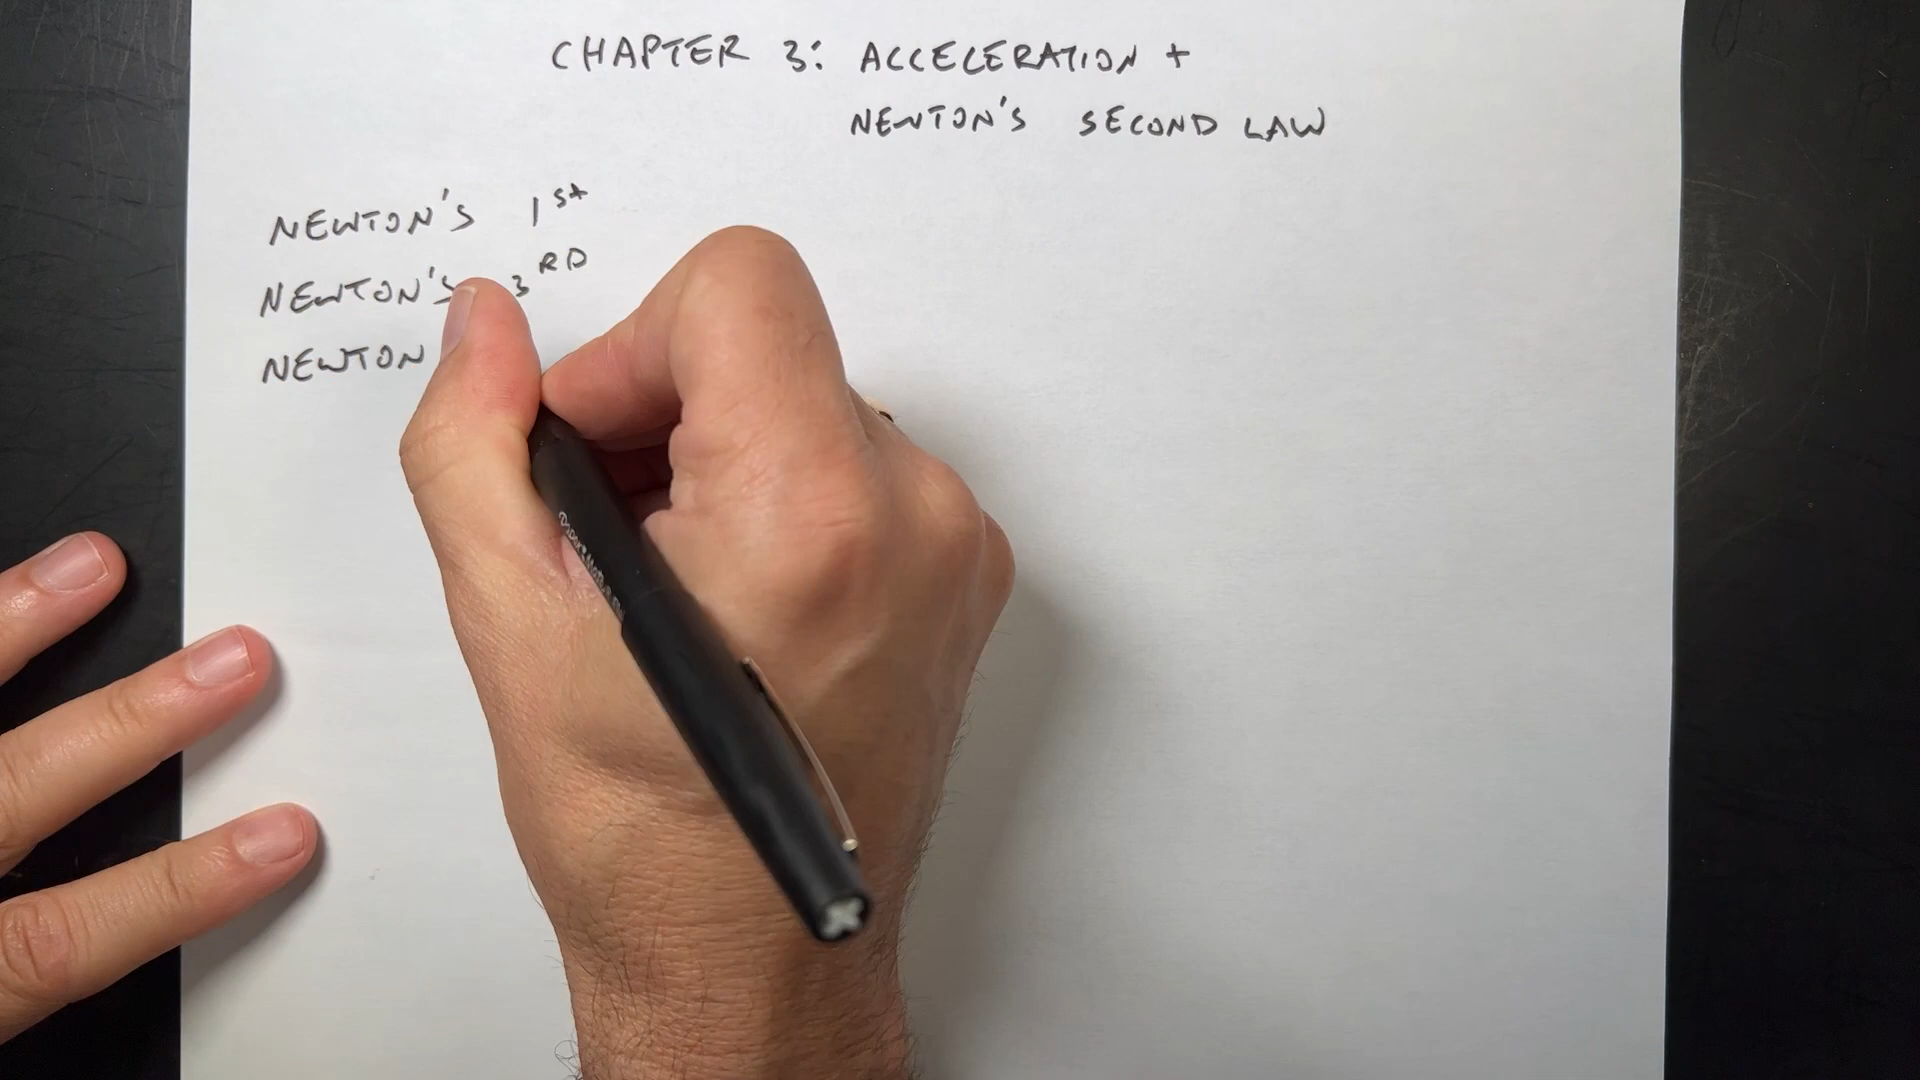 CHAPTER 3: ACCELERATION +
NEWTON'S SECOND LAW
NEWTON'S 1ST
NEWTON'S 3RD
NEWTON